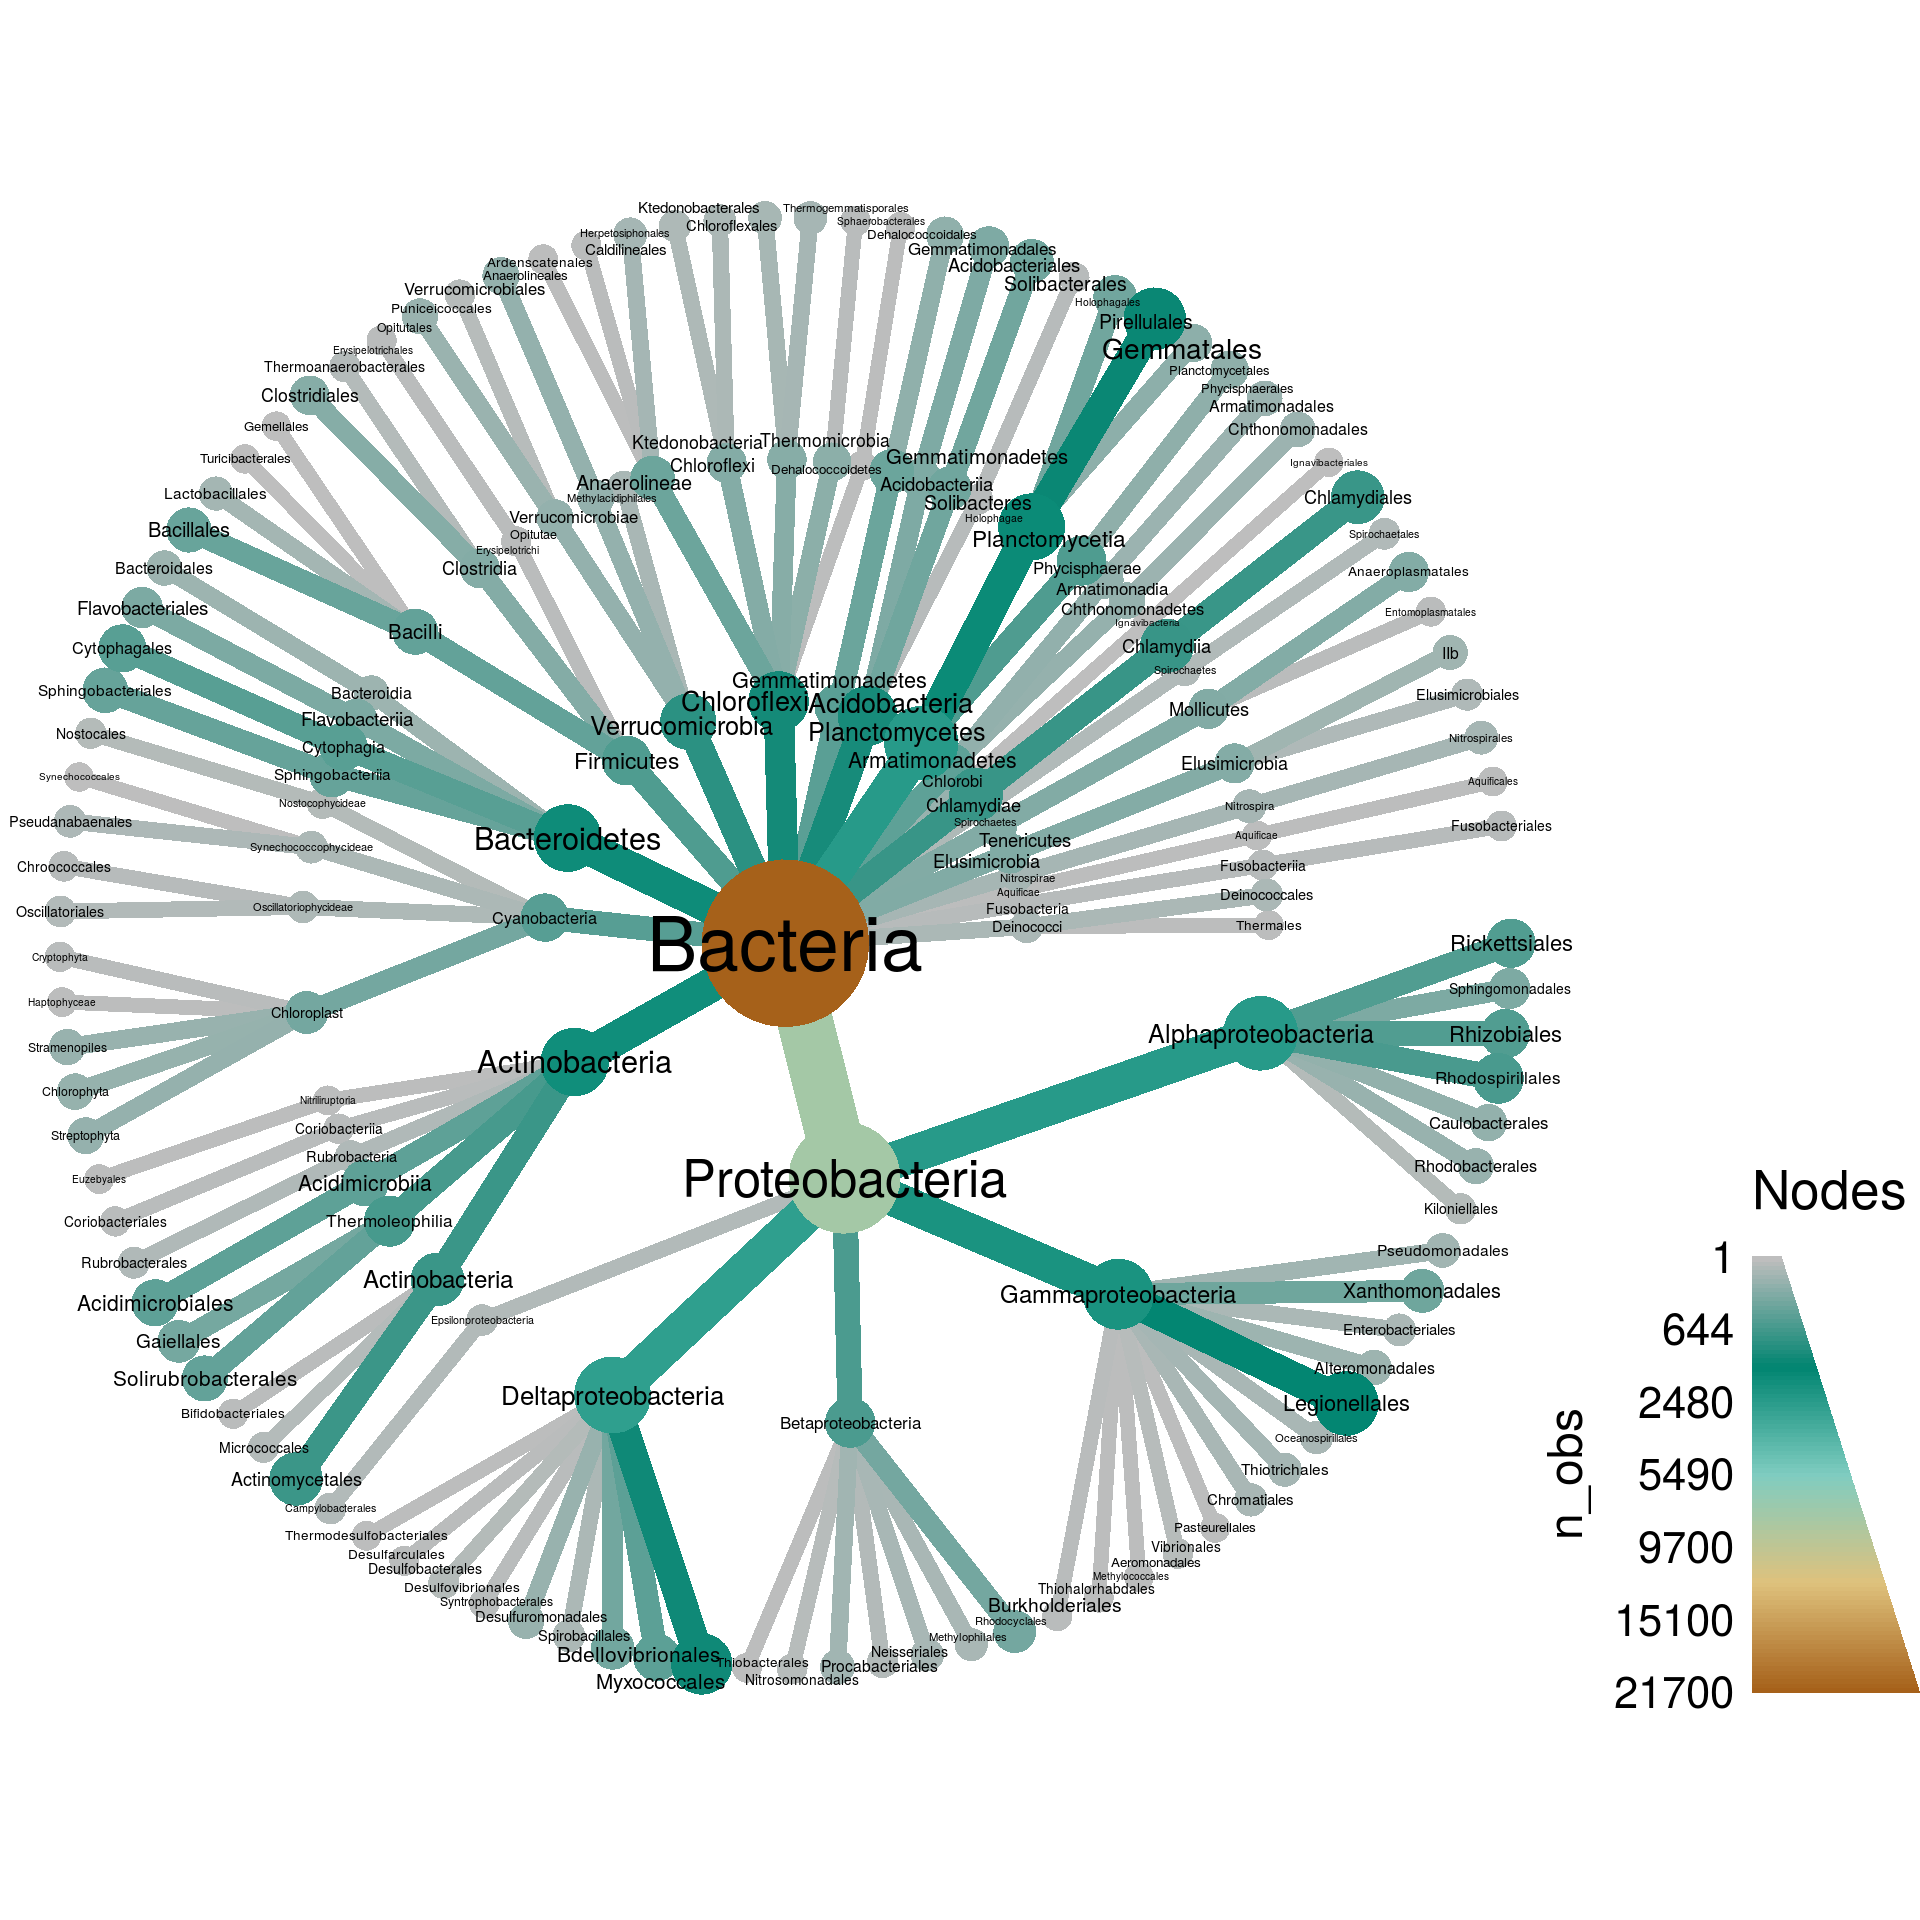 Ktedonobacterales
Thermogemmatisporales
Sphaerobacterales
Chloroflexales
Dehalococcoidales
Herpetosiphonales
Caldilineales
Gemmatimonadales
Ardenscatenales
Anaerolineales
Acidobacteriales
Verrucomicrobiales
Solibacterales
Puniceicoccales
Holophagales
Opitutales
Pirellulales
Erysipelotrichales
Gemmatales
Thermoanaerobacterales
Planctomycetales
Clostridiales
Phycisphaerales
Armatimonadales
Gemellales
Chthonomonadales
Ktedonobacteria
Thermomicrobia
Turicibacterales
Chloroflexi
Dehalococcoidetes
Gemmatimonadetes
Ignavibacteriales
Lactobacillales
Anaerolineae
Acidobacteriia
Chlamydiales
Methylacidiphilales
Solibacteres
Verrucomicrobiae
Holophagae
Bacillales
Opitutae
Planctomycetia
Spirochaetales
Erysipelotrichi
Bacteroidales
Clostridia
Phycisphaerae
Anaeroplasmatales
Armatimonadia
Flavobacteriales
Chthonomonadetes
Entomoplasmatales
Ignavibacteria
Bacilli
Cytophagales
Chlamydiia
IIb
Spirochaetes
Gemmatimonadetes
Sphingobacteriales
Bacteroidia
Chloroflexi
Acidobacteria
Elusimicrobiales
Flavobacteriia
Mollicutes
Nostocales
Verrucomicrobia
Planctomycetes
Nitrospirales
Cytophagia
Firmicutes
Armatimonadetes
Elusimicrobia
Synechococcales
Sphingobacteriia
Chlorobi
Aquificales
Nostocophycideae
Chlamydiae
Nitrospira
Pseudanabaenales
Spirochaetes
Fusobacteriales
Synechococcophycideae
Bacteroidetes
Tenericutes
Aquificae
Chroococcales
Elusimicrobia
Fusobacteriia
Nitrospirae
Aquificae
Deinococcales
Oscillatoriales
Oscillatoriophycideae
Cyanobacteria
Fusobacteria
Deinococci
Thermales
Bacteria
Rickettsiales
Cryptophyta
Sphingomonadales
Haptophyceae
Chloroplast
Alphaproteobacteria
Rhizobiales
Stramenopiles
Actinobacteria
Rhodospirillales
Chlorophyta
Nitriliruptoria
Caulobacterales
Streptophyta
Coriobacteriia
Rubrobacteria
Rhodobacterales
Euzebyales
Acidimicrobiia
Proteobacteria
Nodes
Kiloniellales
Coriobacteriales
Thermoleophilia
Pseudomonadales
1
Rubrobacterales
Actinobacteria
Gammaproteobacteria
Xanthomonadales
Acidimicrobiales
Epsilonproteobacteria
Enterobacteriales
644
Gaiellales
Alteromonadales
Solirubrobacterales
Deltaproteobacteria
Legionellales
2480
Bifidobacteriales
Betaproteobacteria
Oceanospirillales
Micrococcales
Thiotrichales
n_obs
5490
Actinomycetales
Chromatiales
Campylobacterales
Pasteurellales
Thermodesulfobacteriales
Vibrionales
9700
Desulfarculales
Aeromonadales
Desulfobacterales
Methylococcales
Desulfovibrionales
Thiohalorhabdales
Syntrophobacterales
Burkholderiales
Desulfuromonadales
Rhodocyclales
15100
Spirobacillales
Methylophilales
Bdellovibrionales
Neisseriales
Thiobacterales
Procabacteriales
Myxococcales
Nitrosomonadales
21700